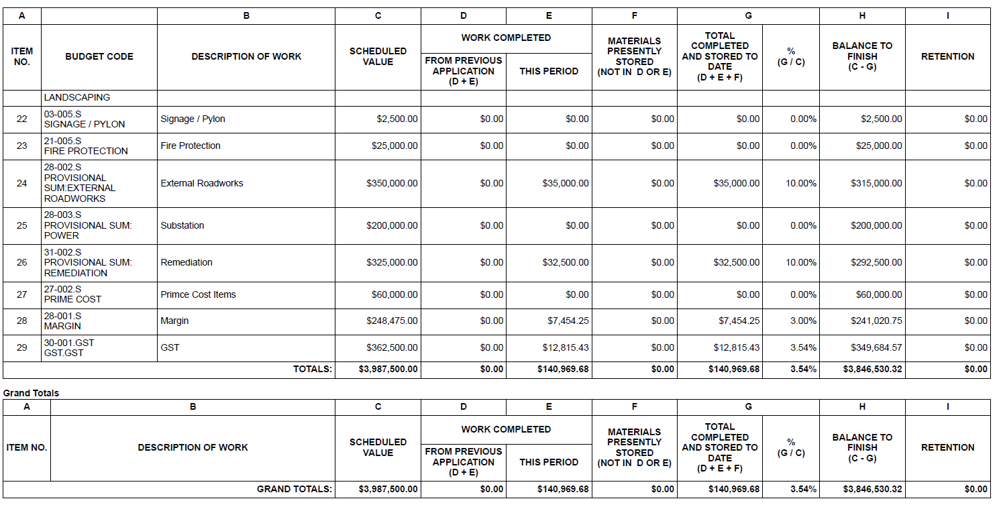 A B C D E F G H I
ITEM NO. BUDGET CODE DESCRIPTION OF WORK SCHEDULED VALUE WORK COMPLETED FROM PREVIOUS APPLICATION (D + E) THIS PERIOD MATERIALS PRESENTLY STORED (NOT IN D OR E) TOTAL COMPLETED AND STORED TO DATE (D + E + F) % (G / C) BALANCE TO FINISH (C - G) RETENTION
LANDSCAPING
22 03-005.S SIGNAGE / PYLON Signage / Pylon $2,500.00 $0.00 $0.00 $0.00 $0.00 0.00% $2,500.00 $0.00
23 21-005.S FIRE PROTECTION Fire Protection $25,000.00 $0.00 $0.00 $0.00 $0.00 0.00% $25,000.00 $0.00
24 28-002.S PROVISIONAL SUM:EXTERNAL ROADWORKS External Roadworks $350,000.00 $0.00 $35,000.00 $0.00 $35,000.00 10.00% $315,000.00 $0.00
25 28-003.S PROVISIONAL SUM: POWER Substation $200,000.00 $0.00 $0.00 $0.00 $0.00 0.00% $200,000.00 $0.00
26 31-002.S PROVISIONAL SUM: REMEDIATION Remediation $325,000.00 $0.00 $32,500.00 $0.00 $32,500.00 10.00% $292,500.00 $0.00
27 27-002.S PRIME COST Primce Cost Items $60,000.00 $0.00 $0.00 $0.00 $0.00 0.00% $60,000.00 $0.00
28 28-001.S MARGIN Margin $248,475.00 $0.00 $7,454.25 $0.00 $7,454.25 3.00% $241,020.75 $0.00
29 30-001.GST GST.GST GST $362,500.00 $0.00 $12,815.43 $0.00 $12,815.43 3.54% $349,684.57 $0.00
TOTALS: $3,987,500.00 $0.00 $140,969.68 $0.00 $140,969.68 3.54% $3,846,530.32 $0.00
Grand Totals
A B C D E F G H I
ITEM NO. DESCRIPTION OF WORK SCHEDULED VALUE WORK COMPLETED FROM PREVIOUS APPLICATION (D + E) THIS PERIOD MATERIALS PRESENTLY STORED (NOT IN D OR E) TOTAL COMPLETED AND STORED TO DATE (D + E + F) % (G / C) BALANCE TO FINISH (C - G) RETENTION
GRAND TOTALS: $3,987,500.00 $0.00 $140,969.68 $0.00 $140,969.68 3.54% $3,846,530.32 $0.00